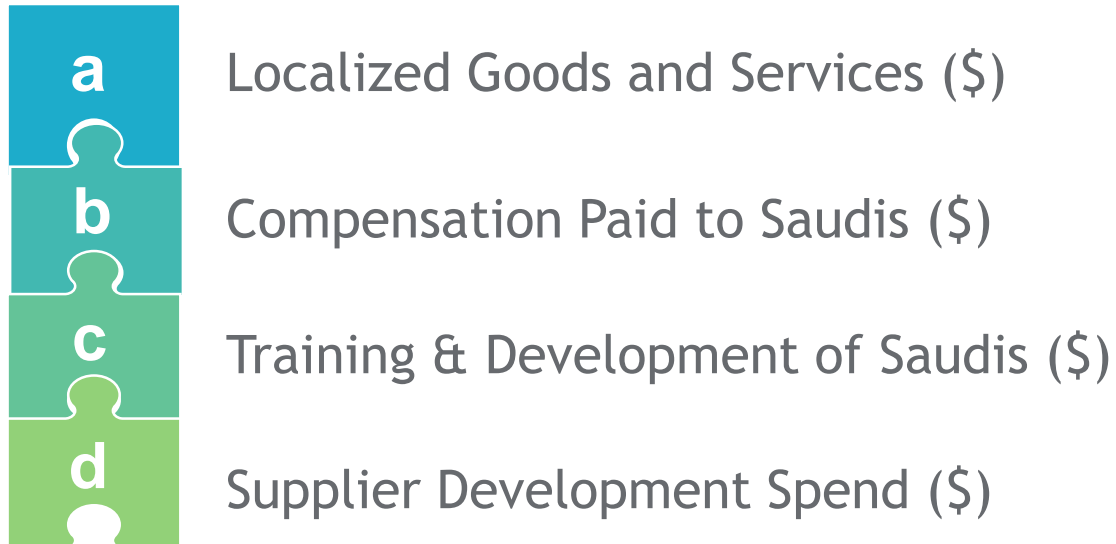 a Localized Goods and Services ($)
b Compensation Paid to Saudis ($)
c Training & Development of Saudis ($)
d Supplier Development Spend ($)